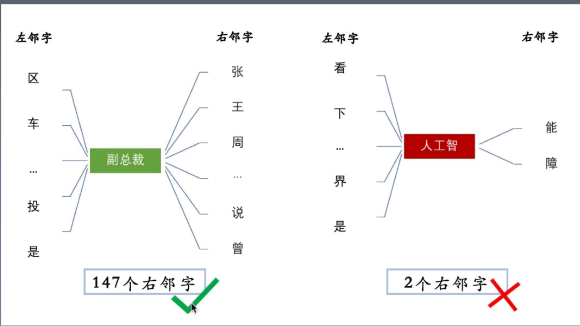 左邻字
右邻字
区
车
...
投
是
副总裁
张
王
周
...
说
曾
147个右邻字
左邻字
右邻字
看
下
...
界
是
人工智
能
障
2个右邻字